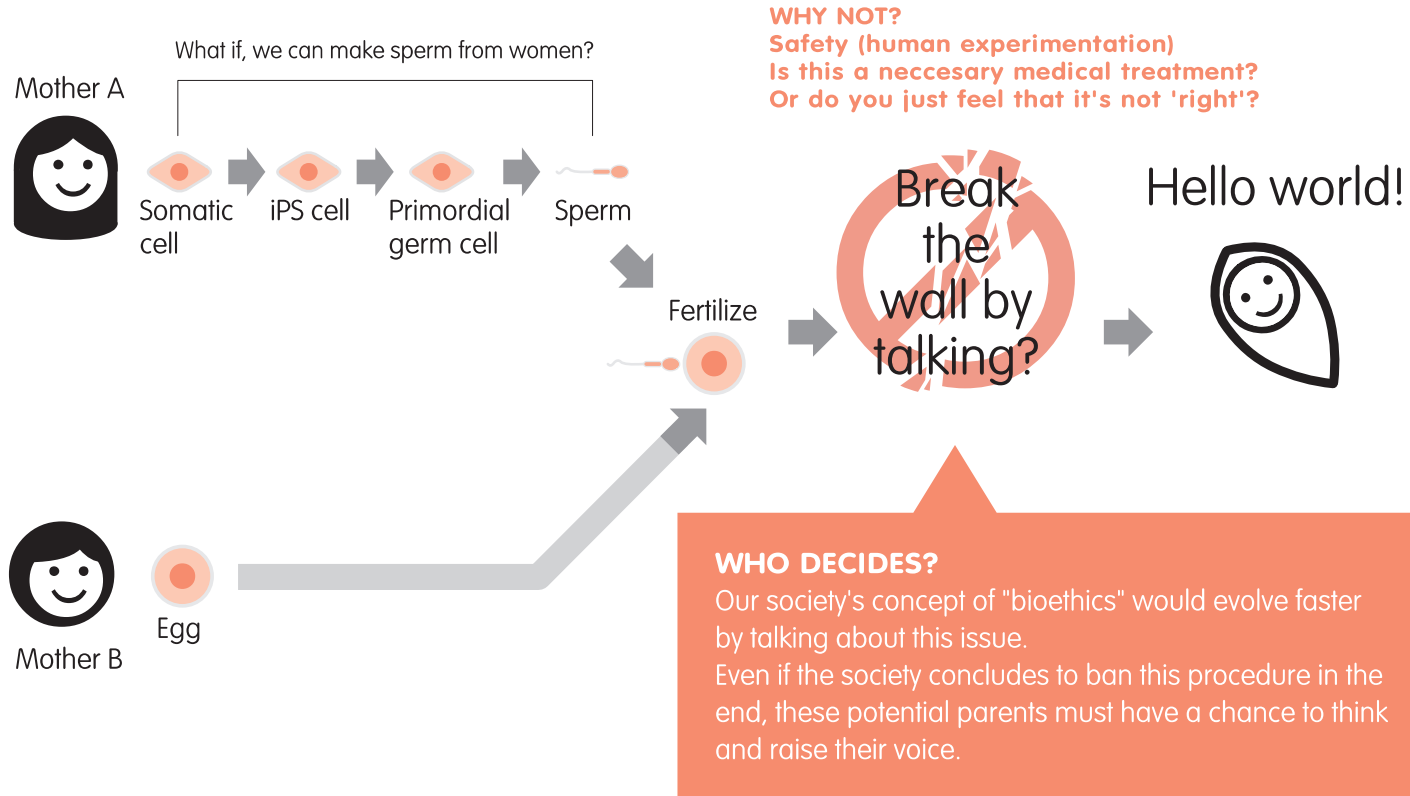 What if, we can make sperm from women?
Mother A
Somatic
cell
iPS cell
Primordial
germ cell
Sperm
WHY NOT?
Safety (human experimentation)
Is this a neccesary medical treatment?
Or do you just feel that it's not 'right'?
Fertilize
Break
the
wall by
talking?
Hello world!
Egg
Mother B
WHO DECIDES?
Our society's concept of "bioethics" would evolve faster
by talking about this issue.
Even if the society concludes to ban this procedure in the
end, these potential parents must have a chance to think
and raise their voice.